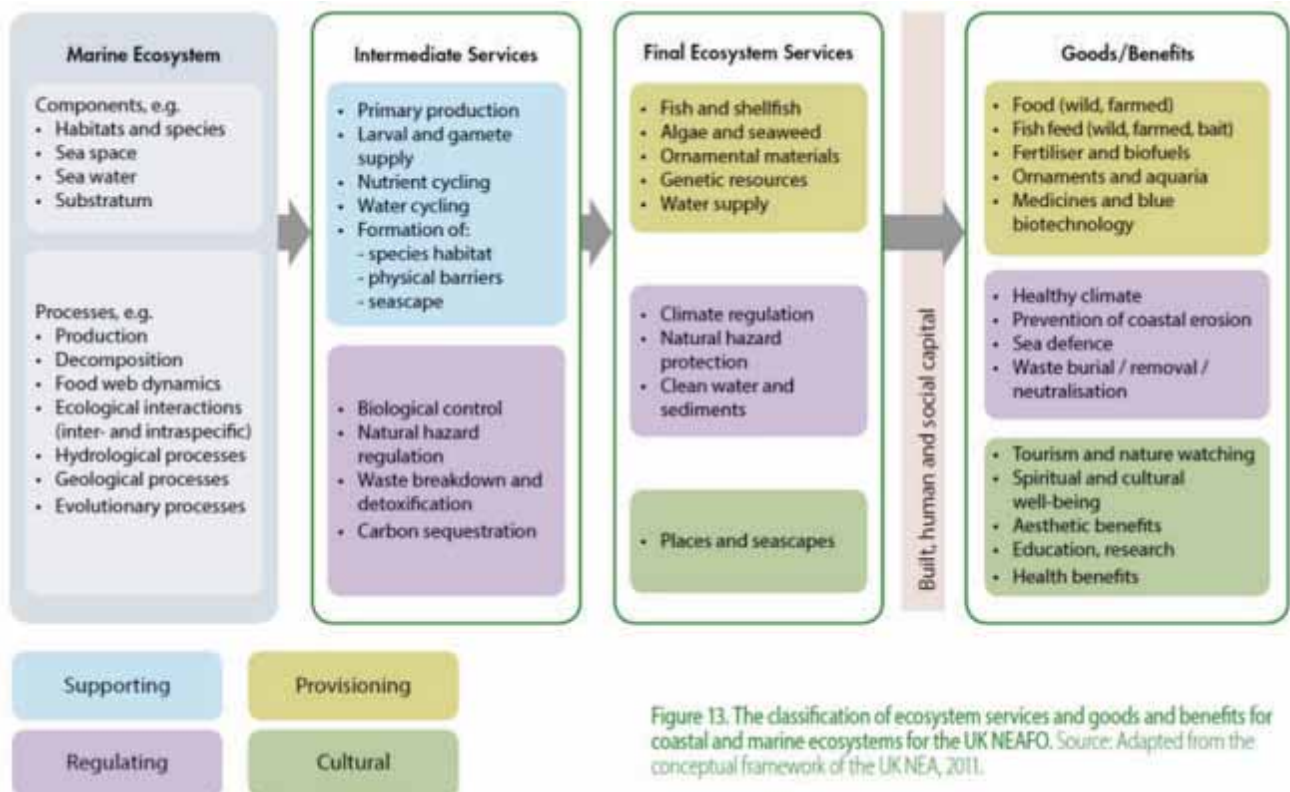 Marine Ecosystem
Components, e.g.
• Habitats and species
• Sea space
• Sea water
• Substratum
Processes, e.g.
• Production
• Decomposition
• Food web dynamics
• Ecological interactions
(inter- and intraspecific)
• Hydrological processes
• Geological processes
• Evolutionary processes
Intermediate Services
• Primary production
• Larval and gamete
supply
• Nutrient cycling
• Water cycling
• Formation of:
- species habitat
- physical barriers
- seascape
• Biological control
• Natural hazard
regulation
• Waste breakdown and
detoxification
• Carbon sequestration
Final Ecosystem Services
• Fish and shellfish
• Algae and seaweed
• Ornamental materials
• Genetic resources
• Water supply
• Climate regulation
• Natural hazard
protection
• Clean water and
sediments
• Places and seascapes
Built, human and social capital
Goods/Benefits
• Food (wild, farmed)
• Fish feed (wild, farmed, bait)
• Fertiliser and biofuels
• Ornaments and aquaria
• Medicines and blue
biotechnology
• Healthy climate
• Prevention of coastal erosion
• Sea defence
• Waste burial / removal /
neutralisation
• Tourism and nature watching
• Spiritual and cultural
well-being
• Aesthetic benefits
• Education, research
• Health benefits
Supporting
Provisioning
Regulating
Cultural
Figure 13. The classification of ecosystem services and goods and benefits for
coastal and marine ecosystems for the UK NEAFO. Source: Adapted from the
conceptual framework of the UK NEA, 2011.